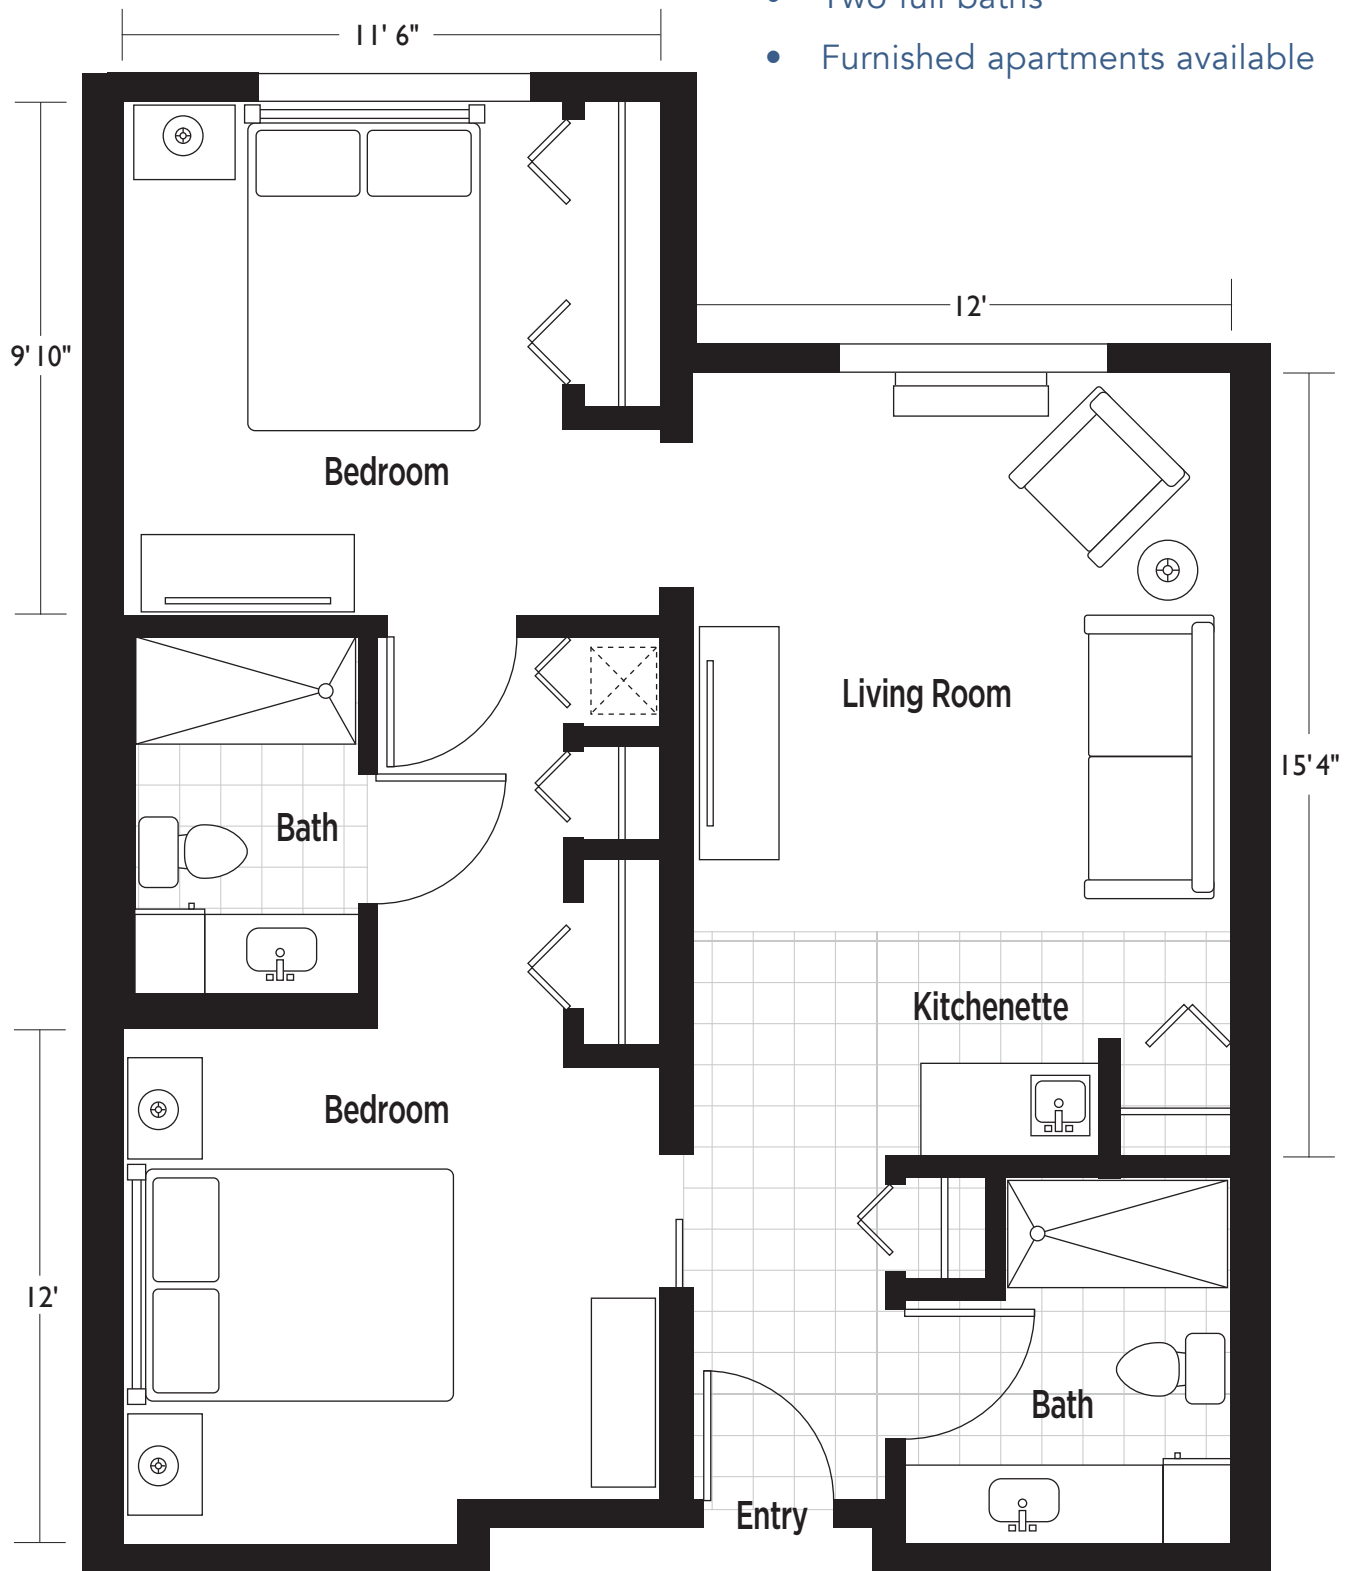 • Two full baths
• Furnished apartments available
11' 6"
12'
9' 10"
Bedroom
Living Room
15' 4"
Bath
Kitchenette
Bedroom
12'
Bath
Entry